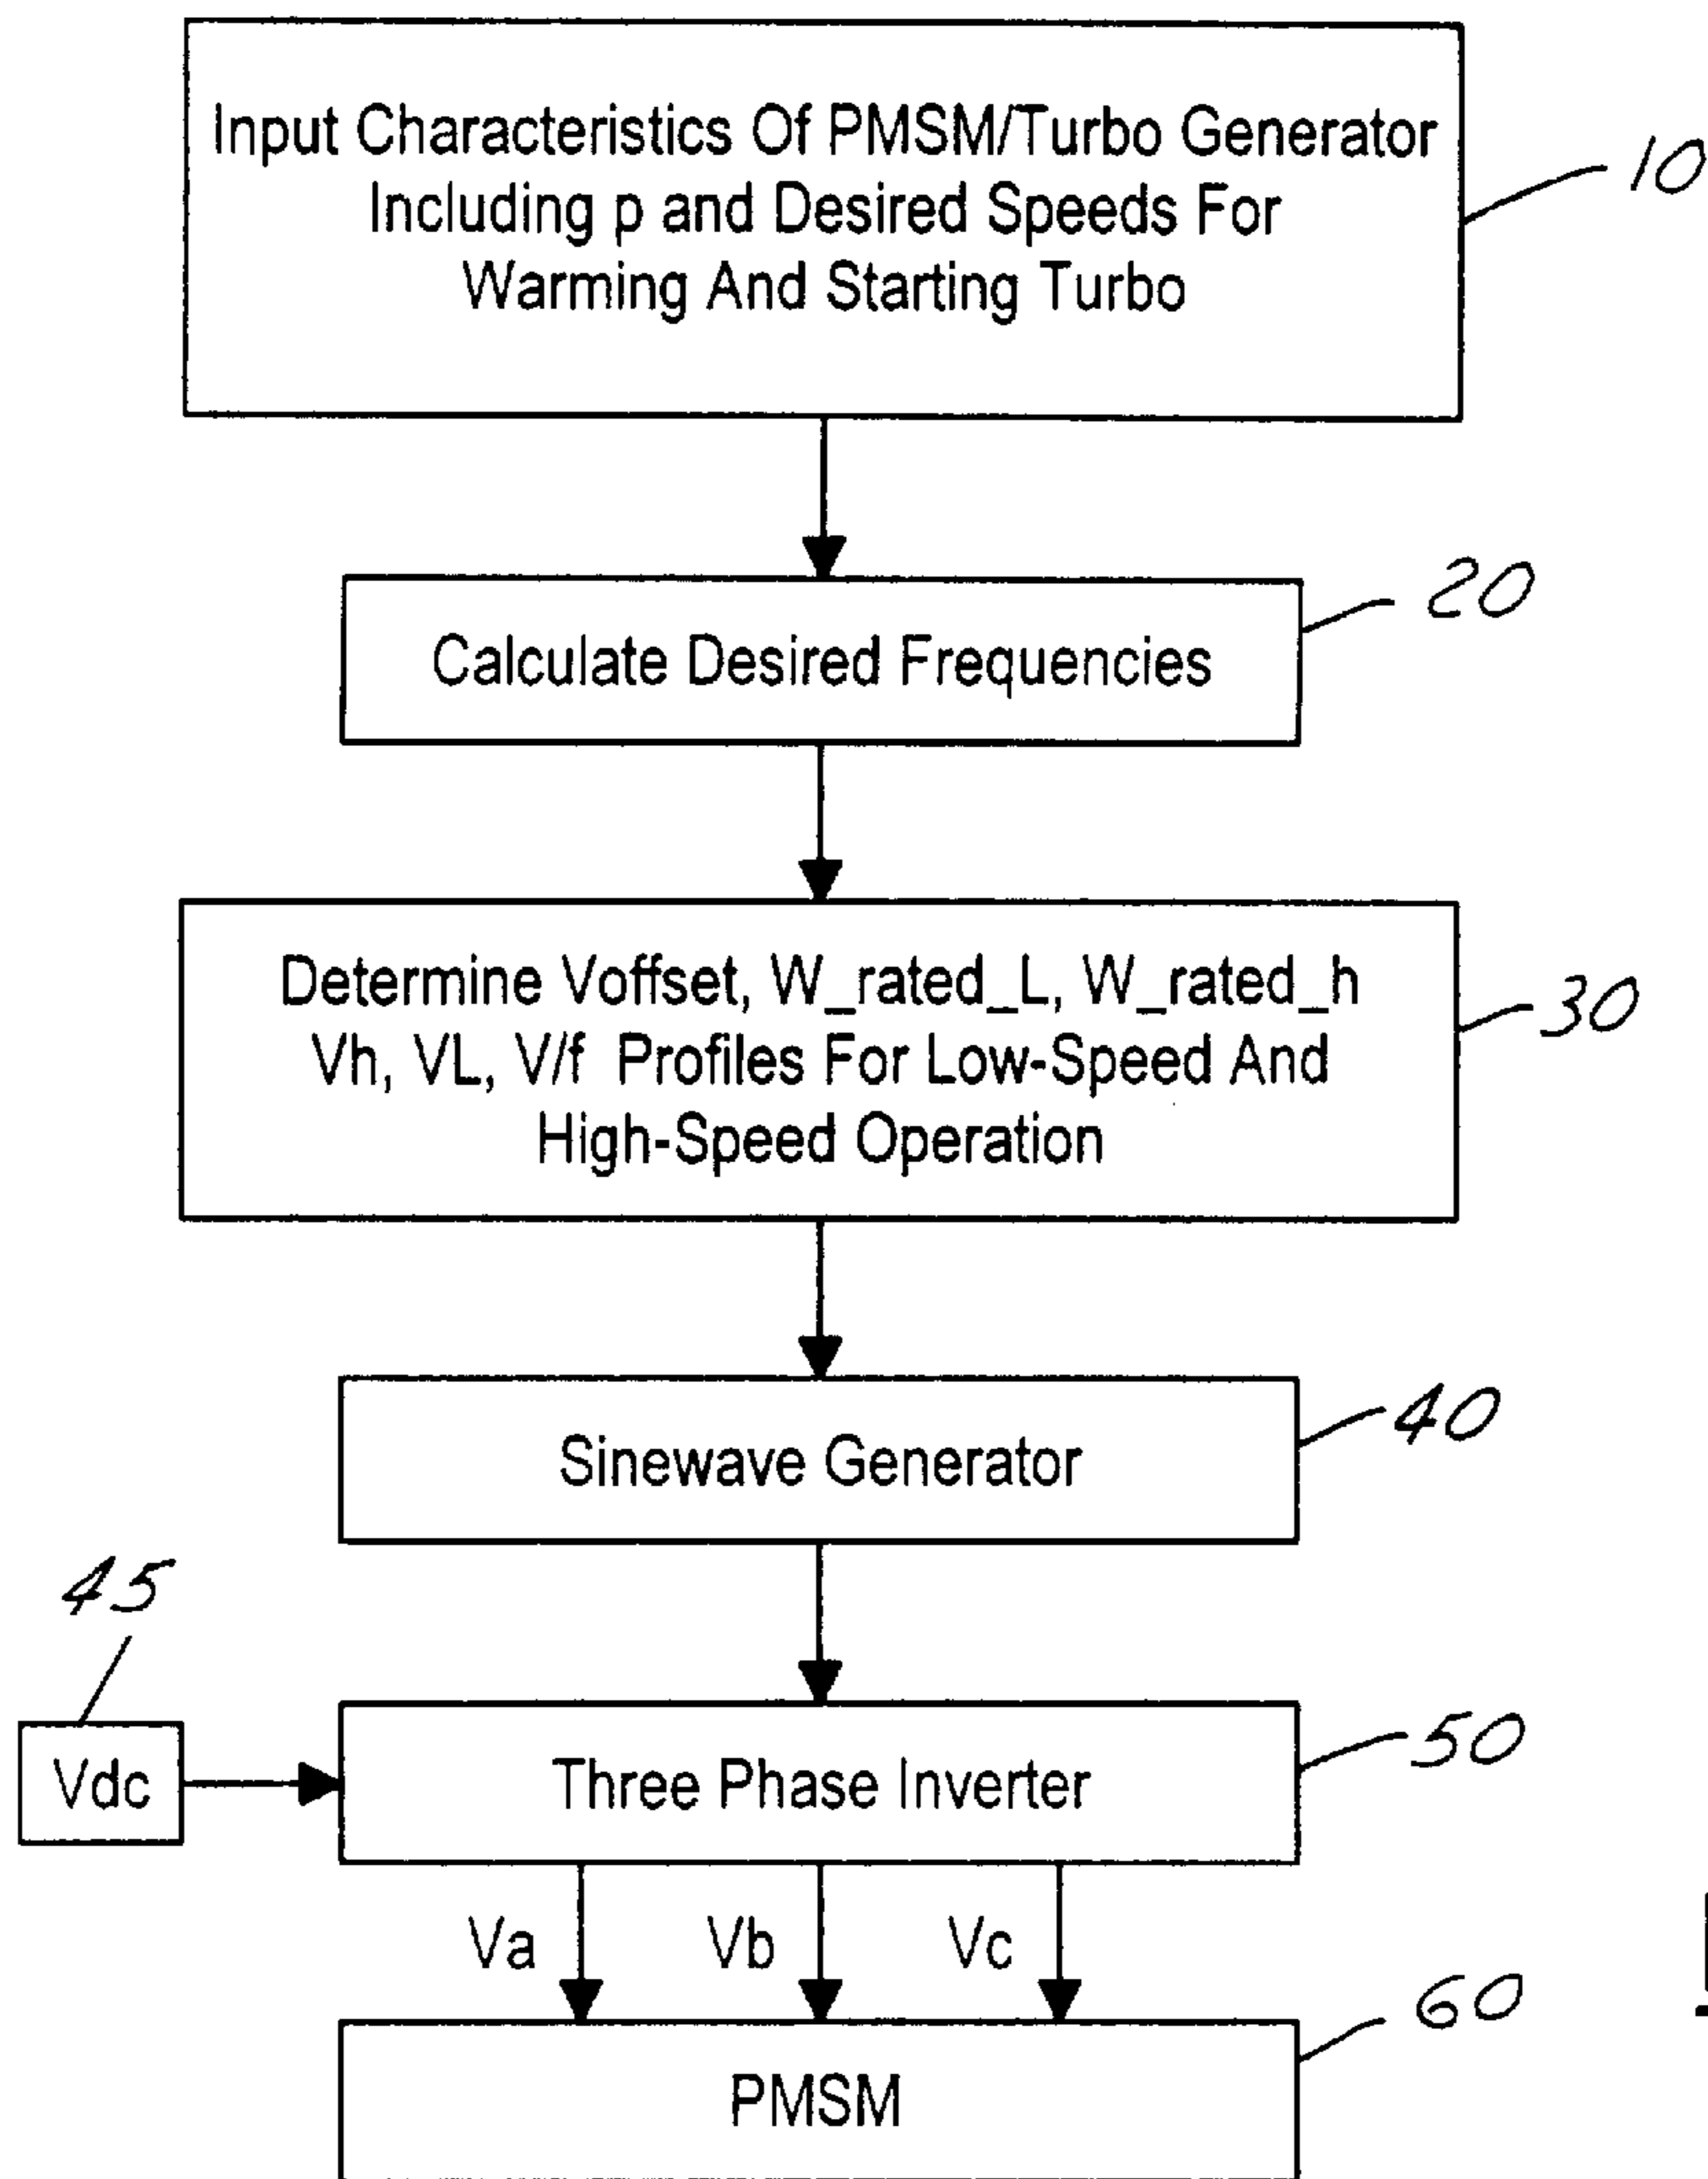 Input Characteristics Of PMSM/Turbo Generator
Including p and Desired Speeds For
Warming And Starting Turbo
10
Calculate Desired Frequencies
20
Determine Voffset, W_rated_L, W_rated_h
Vh, VL, V/f Profiles For Low-Speed And
High-Speed Operation
30
Sinewave Generator
40
45
Vdc
Three Phase Inverter
50
Va Vb Vc
60
PMSM